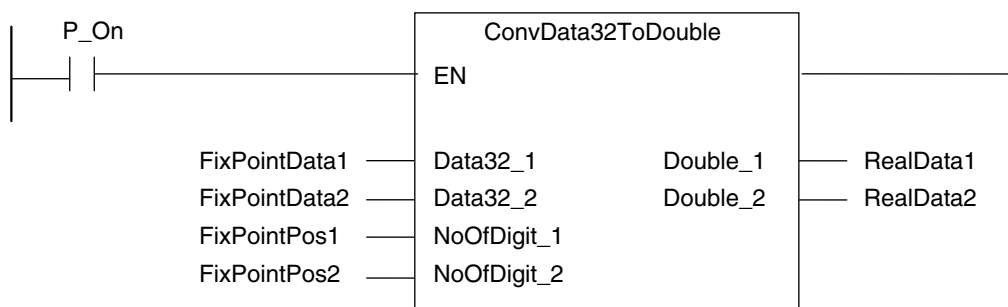 P_On
ConvData32ToDouble
EN
FixPointData1 Data32_1 Double_1 RealData1
FixPointData2 Data32_2 Double_2 RealData2
FixPointPos1 NoOfDigit_1
FixPointPos2 NoOfDigit_2